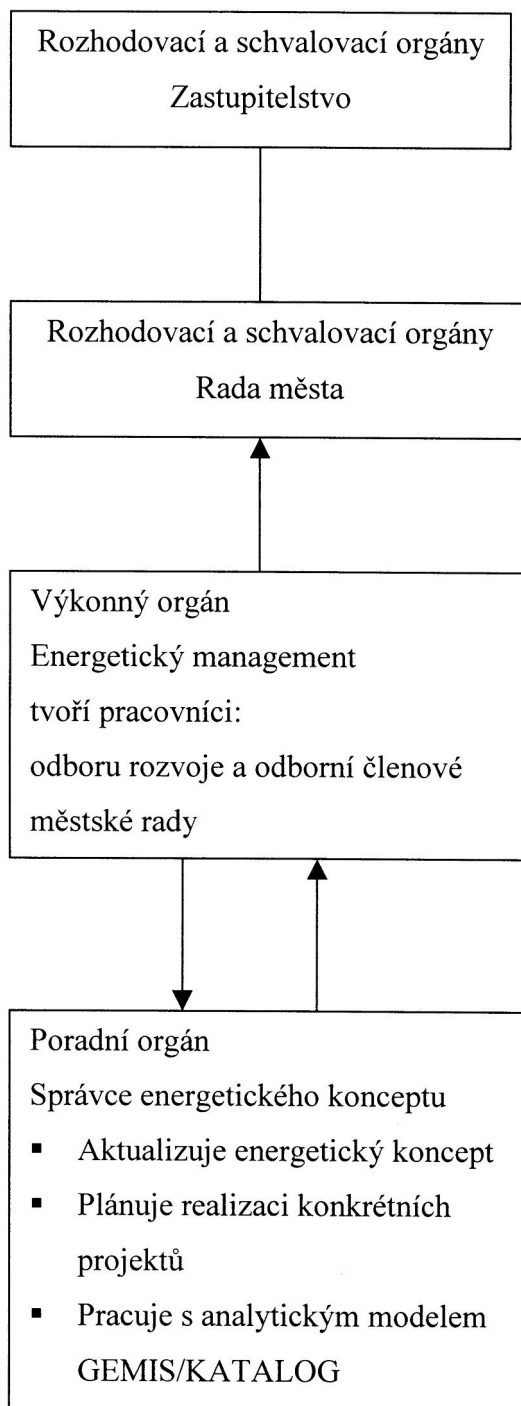 Rozhodovací a schvalovací orgány
Zastupitelstvo
Rozhodovací a schvalovací orgány
Rada města
Výkonný orgán
Energetický management
tvoří pracovníci:
odboru rozvoje a odborní členové
městské rady
Poradní orgán
Správce energetického konceptu
▪ Aktualizuje energetický koncept
▪ Plánuje realizaci konkrétních
projektů
▪ Pracuje s analytickým modelem
GEMIS/KATALOG